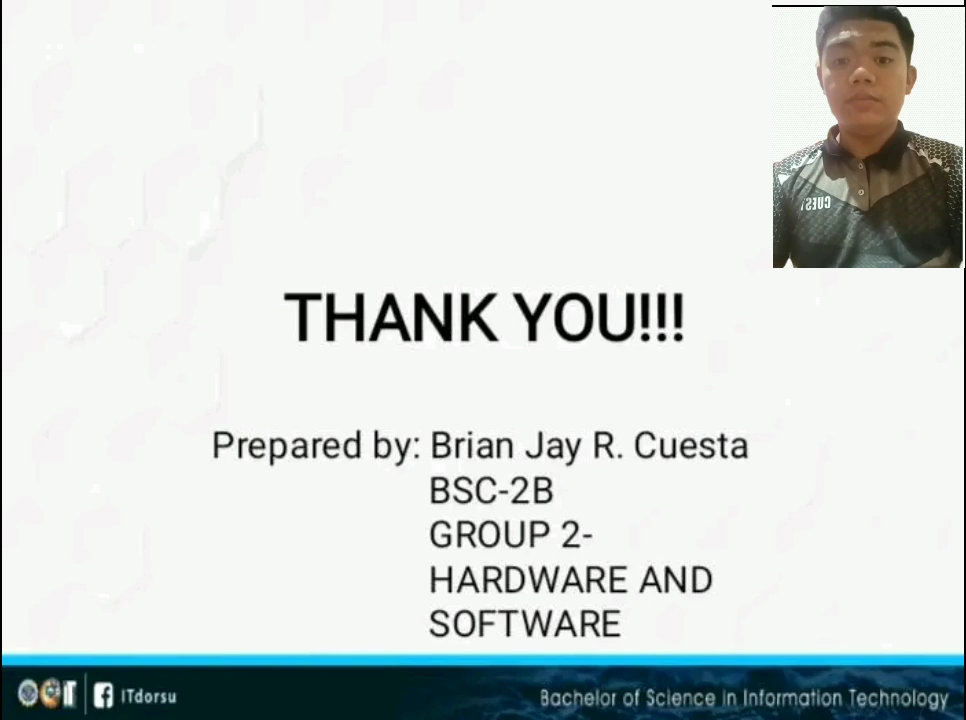 CUEST
THANK YOU!!!
Prepared by: Brian Jay R. Cuesta
BSC-2B
GROUP 2-
HARDWARE AND
SOFTWARE
ITdorsu
Bachelor of Science in Information Technology